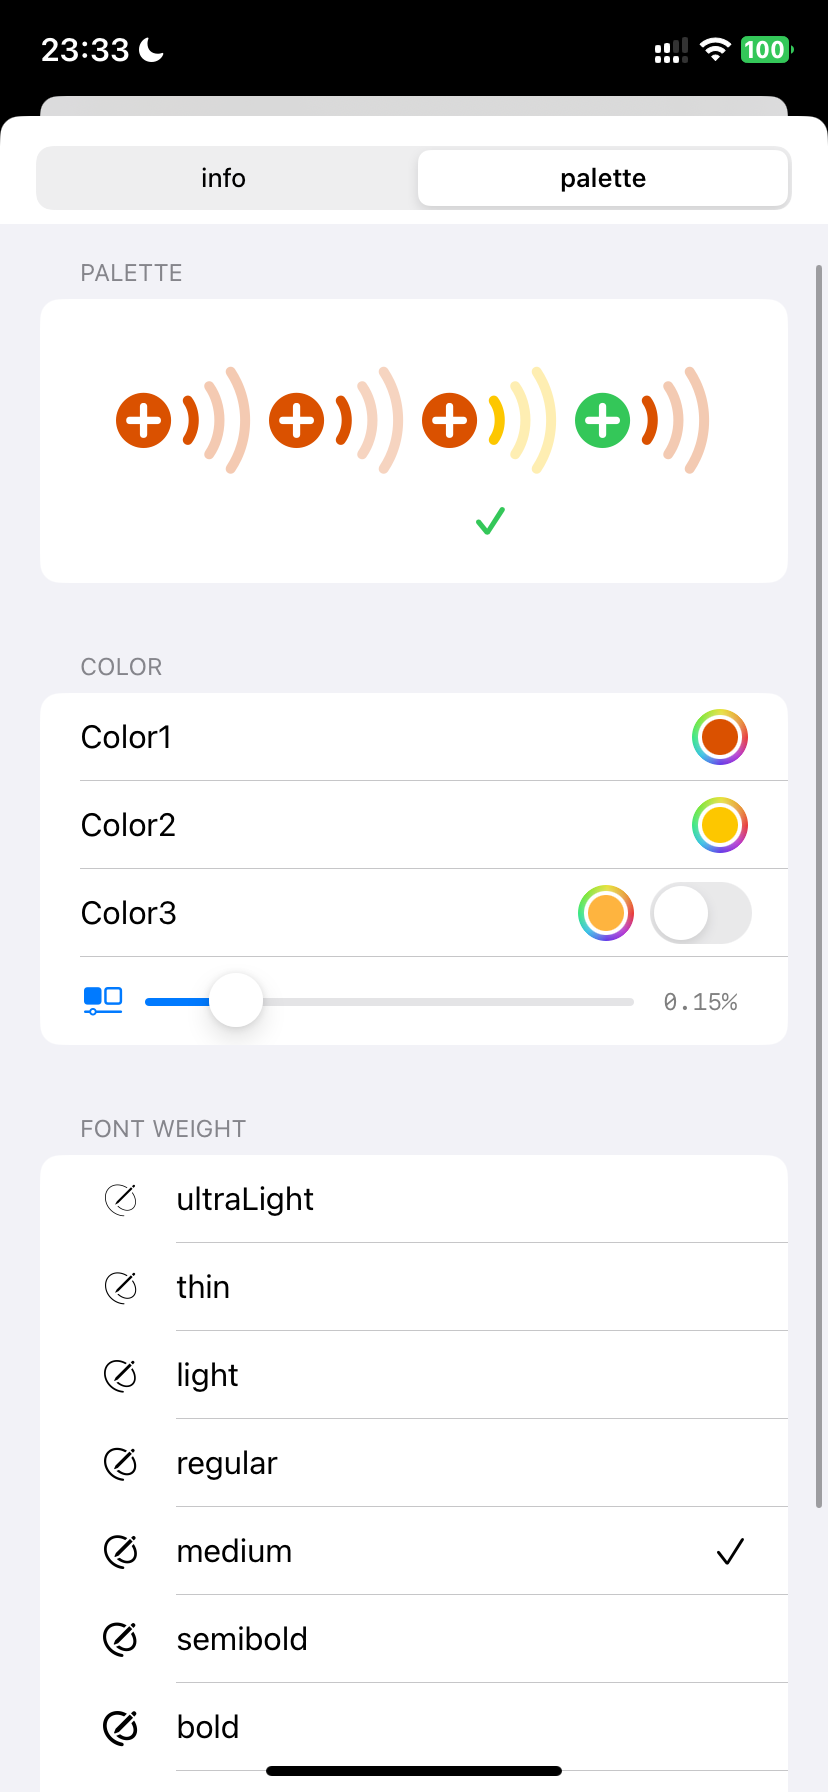 23:33
100
info
palette
PALETTE
COLOR
Color1
Color2
Color3
0.15%
FONT WEIGHT
ultraLight
thin
light
regular
medium
semibold
bold